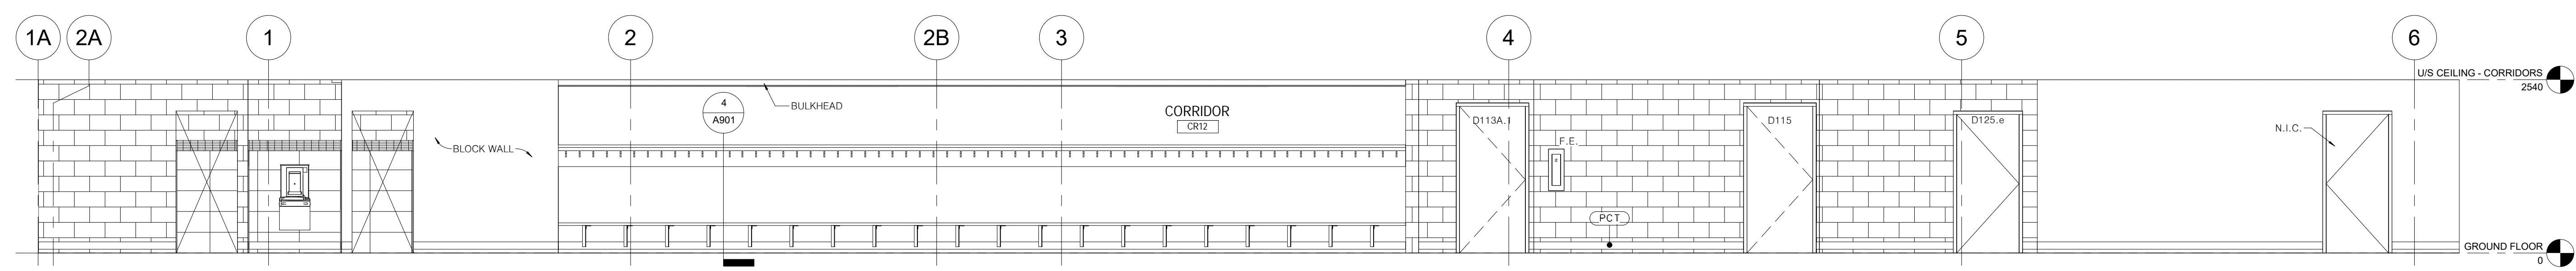 1A
2A
1
2
2B
3
4
5
6
U/S CEILING - CORRIDORS
2540
4
A901
BULKHEAD
CORRIDOR
CR12
BLOCK WALL
D113A.1
D115
D125.e
F.E.
N.I.C.
PCT
GROUND FLOOR
0